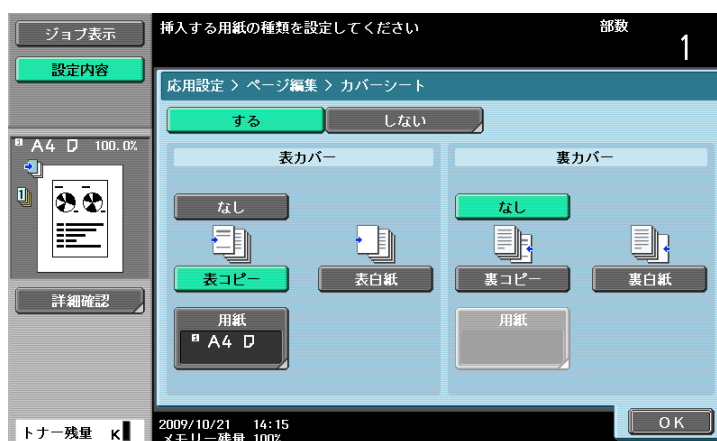 ジョブ表示
設定内容
挿入する用紙の種類を設定してください
部数
1
応用設定 > ページ編集 > カバーシート
する
しない
A4 100.0%
1
表カバー
なし
表コピー
表白紙
用紙
A4
裏カバー
なし
裏コピー
裏白紙
用紙
詳細確認
トナー残量 K
2009/10/21 14:15
メモリー残量 100%
OK